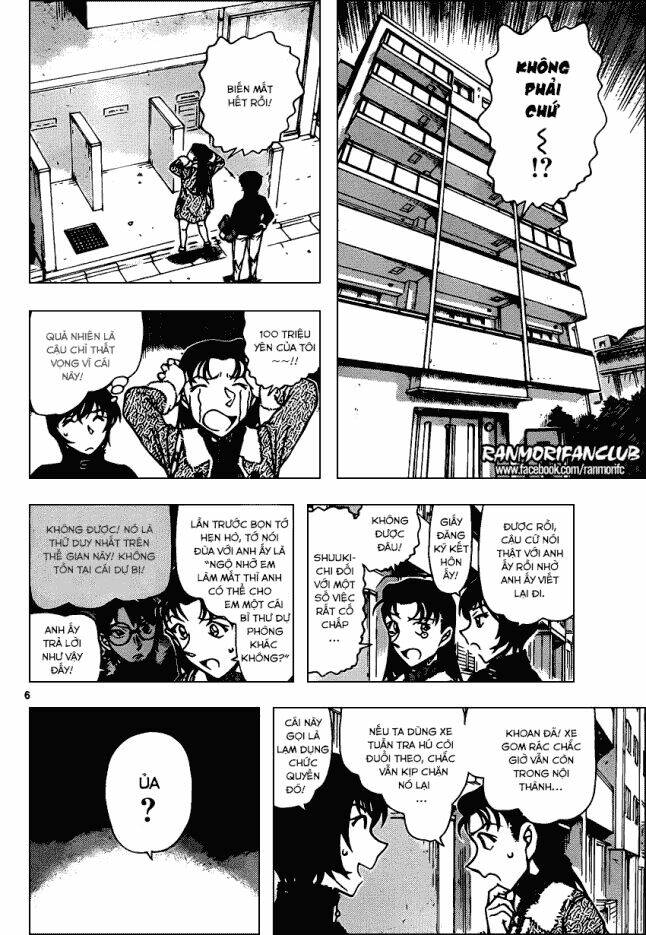 KHÔNG
PHẢI
CHỨ
~
!?
BIẾN MẤT
HẾT RỒI!
RANMORIFANCLUB
www.facebook.com/ranmorifc
100 TRIỆU
YÊN CỦA TÔI
~~!!
QUẢ NHIÊN LÀ
CÂU CHỈ THẤT
VỌNG VÌ CÁI
NÀY!
ĐƯỢC RỒI,
CÂU CỨ NÓI
THẬT VỚI ANH
ẤY RỒI NHỜ
ANH ẤY VIẾT
LẠI ĐI.
GIẤY
ĐĂNG
KÝ KẾT
HÔN
ẤY!
KHÔNG
ĐƯỢC
ĐÂU!
SHUUKI-
CHI ĐỐI
VỚI MỘT
SỐ VIỆC
RẤT CỐ
CHẤP
...
LẦN TRƯỚC BỌN TỚ
HẸN HÒ, TỚ NÓI
ĐÙA VỚI ANH ẤY LÀ
“NGỘ NHỠ EM
LÀM MẤT THÌ ANH
CÓ THỂ CHO
EM MỘT CÁI
BÌ THƯ DỰ
PHÒNG
KHÁC
KHÔNG?”
KHÔNG ĐƯỢC! NÓ LÀ
THỨ DUY NHẤT TRÊN
THẾ GIAN NÀY! KHÔNG
TỒN TẠI CÁI DỰ BỊ!
ANH ẤY
TRẢ LỜI
NHƯ VẬY
ĐẤY!
6
KHOAN ĐÃ! XE
GOM RÁC CHẮC
GIỜ VẪN CÒN
TRONG NỘI
THÀNH...
NẾU TA DÙNG XE
TUẦN TRA HÚ CÒI
ĐUỔI THEO, CHẮC
VẪN KỊP CHẶN NÓ
LẠI
...
CÁI NÀY
GỌI LÀ
LẠM DỤNG
CHỨC
QUYỀN
ĐÓ!
ỦA
?